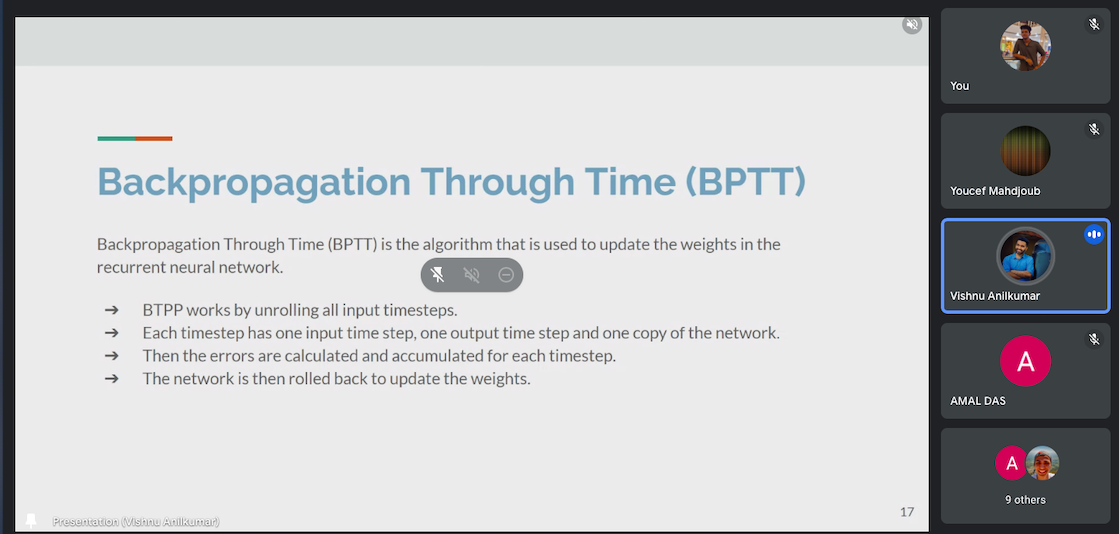 Backpropagation Through Time (BPTT)
Backpropagation Through Time (BPTT) is the algorithm that is used to update the weights in the
recurrent neural network.
➔ BTPP works by unrolling all input timesteps.
➔ Each timestep has one input time step, one output time step and one copy of the network.
➔ Then the errors are calculated and accumulated for each timestep.
➔ The network is then rolled back to update the weights.
17
Presentation (Vishnu Anilkumar)
You
Youcef Mahdjoub
Vishnu Anilkumar
A
AMAL DAS
A
9 others